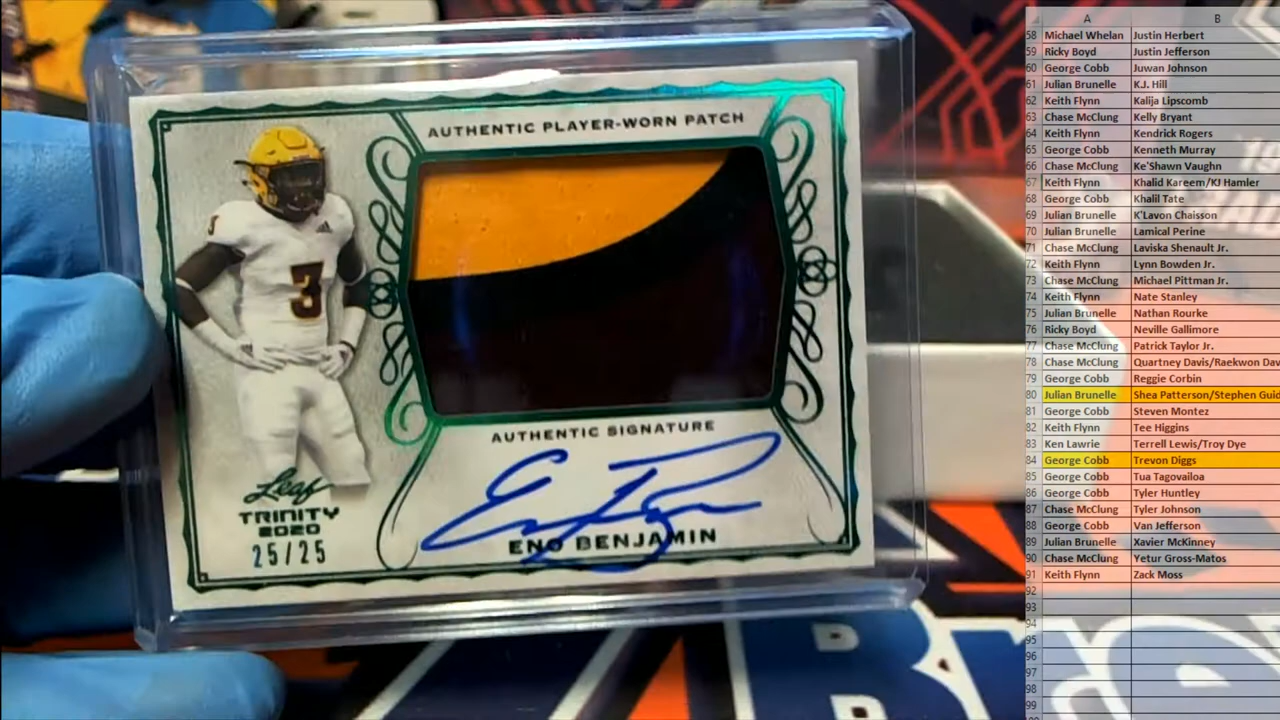 AUTHENTIC PLAYER-WORN PATCH
3
AUTHENTIC SIGNATURE
Leaf
TRINITY
2020
25/25
ENO BENJAMIN
A B
58 Michael Whelan Justin Herbert
59 Ricky Boyd Justin Jefferson
60 George Cobb Juwan Johnson
61 Julian Brunelle K.J. Hill
62 Keith Flynn Kalija Lipscomb
63 Chase McClung Kelly Bryant
64 Keith Flynn Kendrick Rogers
65 George Cobb Kenneth Murray
66 Chase McClung Ke'Shawn Vaughn
67 Keith Flynn Khalid Kareem/KJ Hamler
68 George Cobb Khalil Tate
69 Julian Brunelle K'Lavon Chaisson
70 Julian Brunelle Lamical Perine
71 Chase McClung Laviska Shenault Jr.
72 Keith Flynn Lynn Bowden Jr.
73 Chase McClung Michael Pittman Jr.
74 Keith Flynn Nate Stanley
75 Julian Brunelle Nathan Rourke
76 Ricky Boyd Neville Gallimore
77 Chase McClung Patrick Taylor Jr.
78 Chase McClung Quartney Davis/Raekwon Dav
79 George Cobb Reggie Corbin
80 Julian Brunelle Shea Patterson/Stephen Guid
81 George Cobb Steven Montez
82 Keith Flynn Tee Higgins
83 Ken Lawrie Terrell Lewis/Troy Dye
84 George Cobb Trevon Diggs
85 George Cobb Tua Tagovailoa
86 George Cobb Tyler Huntley
87 Chase McClung Tyler Johnson
88 George Cobb Van Jefferson
89 Julian Brunelle Xavier McKinney
90 Chase McClung Yetur Gross-Matos
91 Keith Flynn Zack Moss
92
93
94
95
96
97
98
99